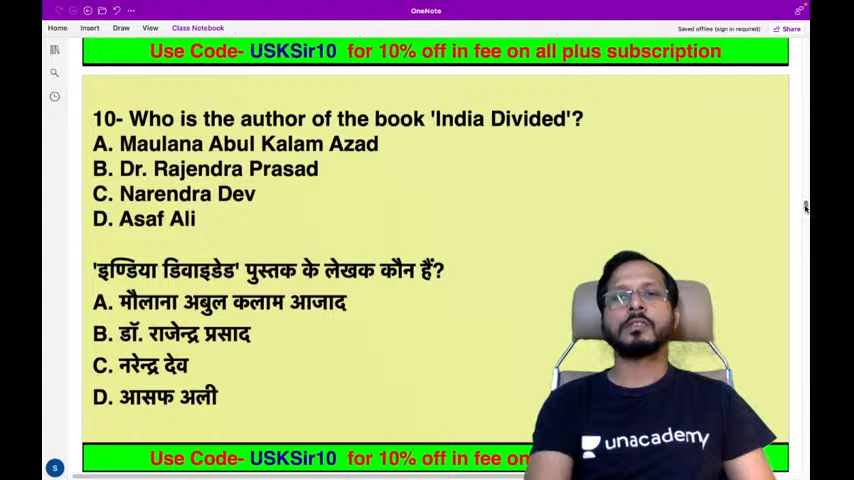 OneNote
Home Insert Draw View Class Notebook
Saved offline (sign in required) Share
Use Code- USKSir10 for 10% off in fee on all plus subscription
10- Who is the author of the book 'India Divided'?
A. Maulana Abul Kalam Azad
B. Dr. Rajendra Prasad
C. Narendra Dev
D. Asaf Ali
'इण्डिया डिवाइडेड' पुस्तक के लेखक कौन हैं?
A. मौलाना अबुल कलाम आजाद
B. डॉ. राजेन्द्र प्रसाद
C. नरेन्द्र देव
D. आसफ अली
unacademy
Use Code- USKSir10 for 10% off in fee on
S